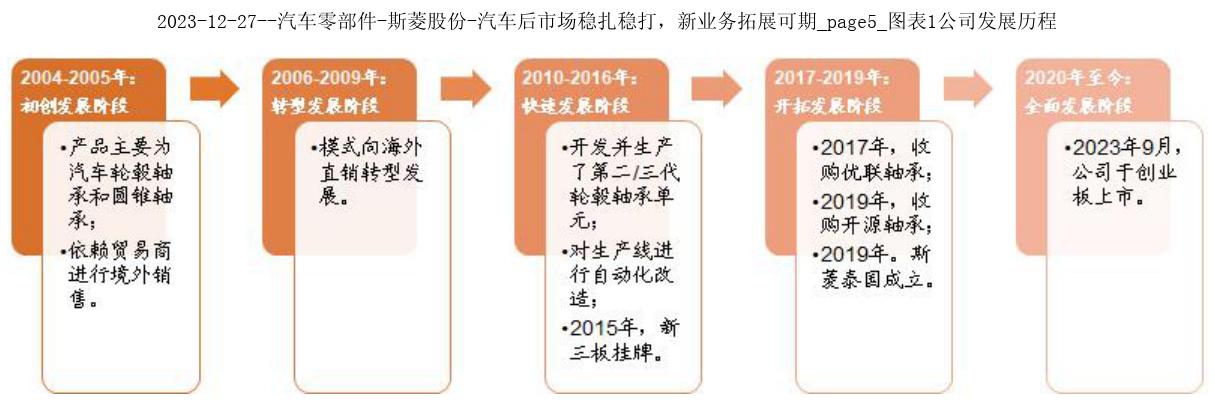 2023-12-27--汽车零部件-斯菱股份-汽车后市场稳扎稳打，新业务拓展可期_page5_图表1公司发展历程
2004-2005年：
初创发展阶段
•产品主要为
汽车轮毂轴
承和圆锥轴
承；
•依赖贸易商
进行境外销
售。
2006-2009年：
转型发展阶段
•模式向海外
直销转型发
展。
2010-2016年：
快速发展阶段
•开发并生产
了第二/三代
轮毂轴承单
元；
•对生产线进
行自动化改
造；
•2015年，新
三板挂牌。
2017-2019年：
开拓发展阶段
•2017年，收
购优联轴承；
•2019年，收
购开源轴承；
•2019年。斯
菱泰国成立。
2020年至今：
全面发展阶段
•2023年9月，
公司于创业
板上市。